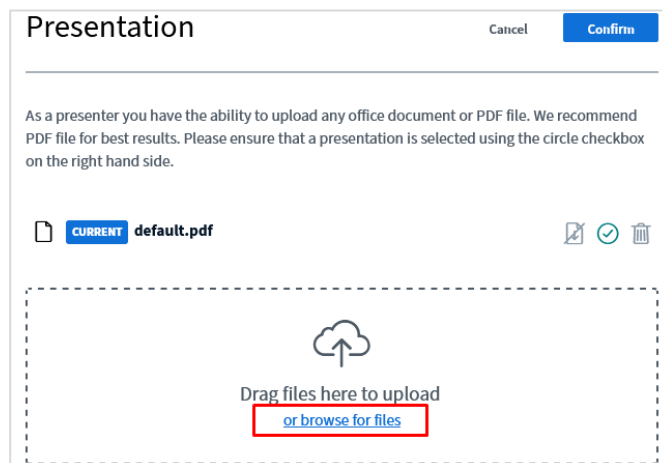 Presentation
Cancel
Confirm
As a presenter you have the ability to upload any office document or PDF file. We recommend
PDF file for best results. Please ensure that a presentation is selected using the circle checkbox
on the right hand side.
CURRENT default.pdf
Drag files here to upload
or browse for files